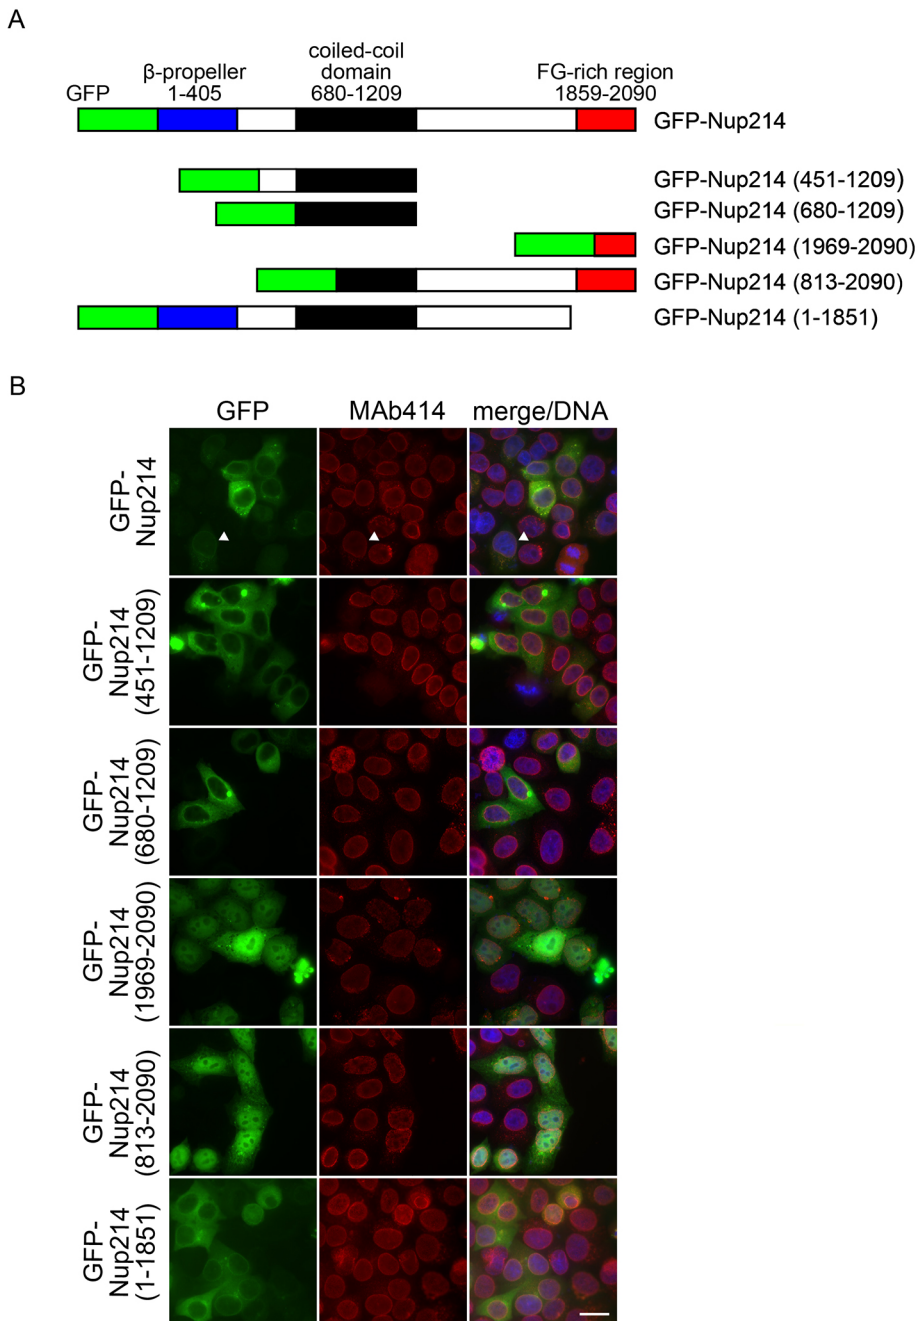 A
GFP
β-propeller
1-405
coiled-coil
domain
680-1209
FG-rich region
1859-2090
GFP-Nup214
GFP-Nup214 (451-1209)
GFP-Nup214 (680-1209)
GFP-Nup214 (1969-2090)
GFP-Nup214 (813-2090)
GFP-Nup214 (1-1851)
B
GFP
MAb414
merge/DNA
GFP-
Nup214
GFP-
Nup214
(451-1209)
GFP-
Nup214
(680-1209)
GFP-
Nup214
(1969-2090)
GFP-
Nup214
(813-2090)
GFP-
Nup214
(1-1851)